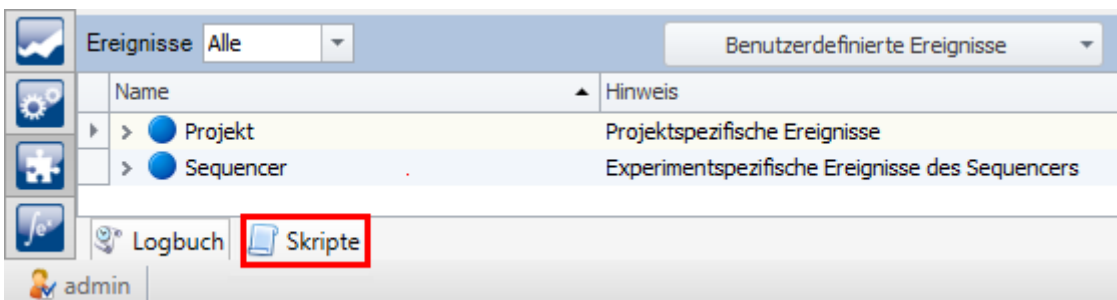 Ereignisse Alle Benutzerdefinierte Ereignisse
Name Hinweis
Projekt Projektspezifische Ereignisse
Sequencer Experimentspezifische Ereignisse des Sequencers
Logbuch Skripte
admin